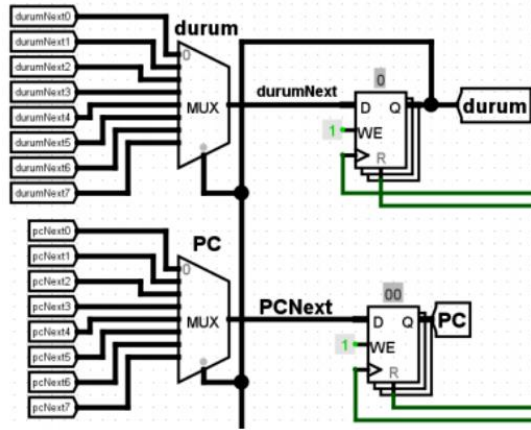 durumNext0
durumNext1
durumNext2
durumNext3
durumNext4
durumNext5
durumNext6
durumNext7
durum
0
MUX
durumNext
0
D Q
1 WE
R
durum
pcNext0
pcNext1
pcNext2
pcNext3
pcNext4
pcNext5
pcNext6
pcNext7
PC
0
MUX
PCNext
00
D Q
1 WE
R
PC